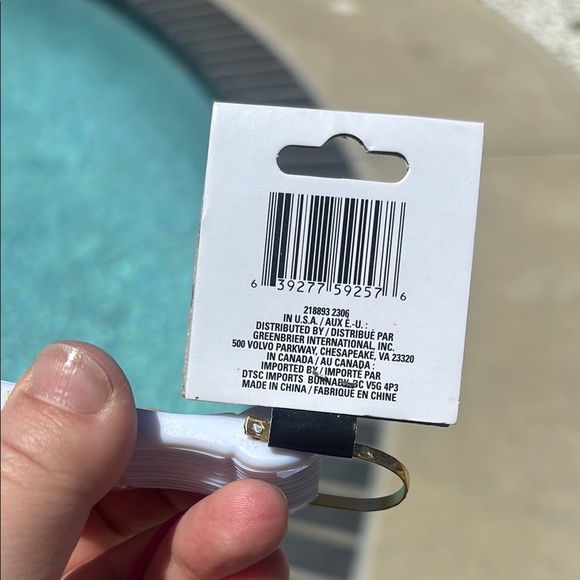 6 39277 59257 6
218893 2306
IN U.S.A. / AUX É.-U. :
DISTRIBUTED BY / DISTRIBUÉ PAR
GREENBRIER INTERNATIONAL, INC.
500 VOLVO PARKWAY, CHESAPEAKE, VA 23320
IN CANADA / AU CANADA :
IMPORTED BY / IMPORTÉ PAR
DTSC IMPORTS BURNABY, BC V5G 4P3
MADE IN CHINA / FABRIQUÉ EN CHINE